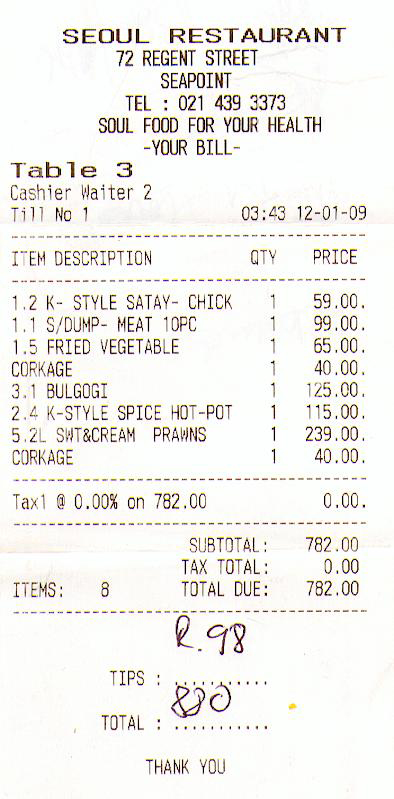 SEOUL RESTAURANT
72 REGENT STREET
SEAPOINT
TEL : 021 439 3373
SOUL FOOD FOR YOUR HEALTH
-YOUR BILL-
Table 3
Cashier Waiter 2
Till No 1 03:43 12-01-09
ITEM DESCRIPTION QTY PRICE
1.2 K- STYLE SATAY- CHICK 1 59.00.
1.1 S/DUMP- MEAT 10PC 1 99.00.
1.5 FRIED VEGETABLE 1 65.00.
CORKAGE 1 40.00.
3.1 BULGOGI 1 125.00.
2.4 K-STYLE SPICE HOT-POT 1 115.00.
5.2L SWT&CREAM PRAWNS 1 239.00.
CORKAGE 1 40.00.
Tax1 @ 0.00% on 782.00 0.00.
SUBTOTAL: 782.00
TAX TOTAL: 0.00
ITEMS: 8 TOTAL DUE: 782.00
R.98
TIPS : ...........
880
TOTAL : ...........
THANK YOU